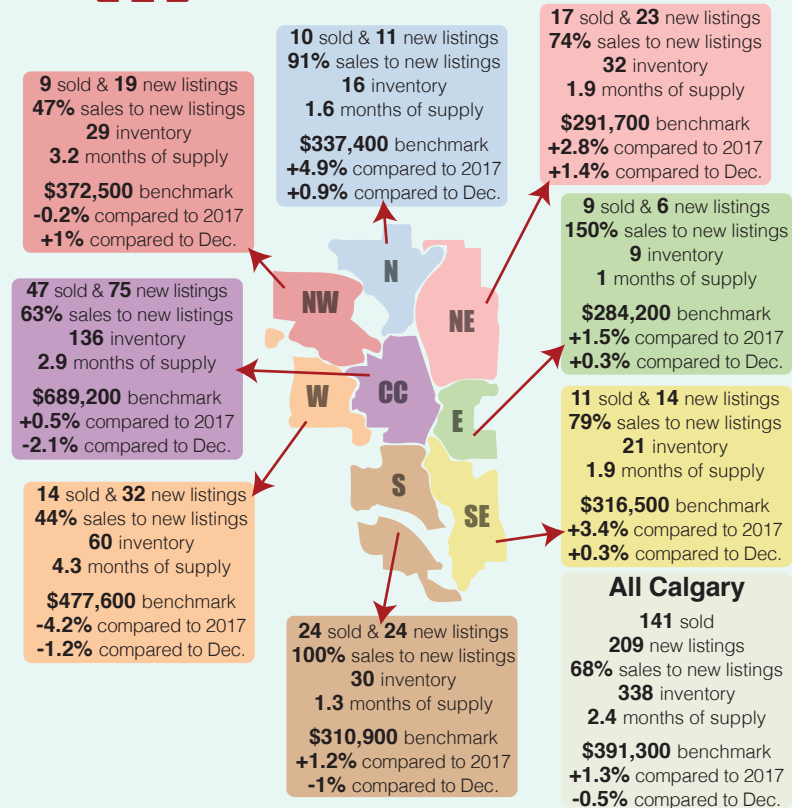 10 sold & 11 new listings
91% sales to new listings
16 inventory
1.6 months of supply
$337,400 benchmark
+4.9% compared to 2017
+0.9% compared to Dec.
17 sold & 23 new listings
74% sales to new listings
32 inventory
1.9 months of supply
$291,700 benchmark
+2.8% compared to 2017
+1.4% compared to Dec.
9 sold & 19 new listings
47% sales to new listings
29 inventory
3.2 months of supply
$372,500 benchmark
-0.2% compared to 2017
+1% compared to Dec.
9 sold & 6 new listings
150% sales to new listings
9 inventory
1 months of supply
$284,200 benchmark
+1.5% compared to 2017
+0.3% compared to Dec.
N
NW
NE
W
CC
E
S
SE
47 sold & 75 new listings
63% sales to new listings
136 inventory
2.9 months of supply
$689,200 benchmark
+0.5% compared to 2017
-2.1% compared to Dec.
11 sold & 14 new listings
79% sales to new listings
21 inventory
1.9 months of supply
$316,500 benchmark
+3.4% compared to 2017
+0.3% compared to Dec.
14 sold & 32 new listings
44% sales to new listings
60 inventory
4.3 months of supply
$477,600 benchmark
-4.2% compared to 2017
-1.2% compared to Dec.
24 sold & 24 new listings
100% sales to new listings
30 inventory
1.3 months of supply
$310,900 benchmark
+1.2% compared to 2017
-1% compared to Dec.
All Calgary
141 sold
209 new listings
68% sales to new listings
338 inventory
2.4 months of supply
$391,300 benchmark
+1.3% compared to 2017
-0.5% compared to Dec.